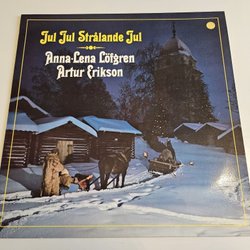 Jul Jul Strålande Jul
Anna-Lena Löfgren
Artur Erikson